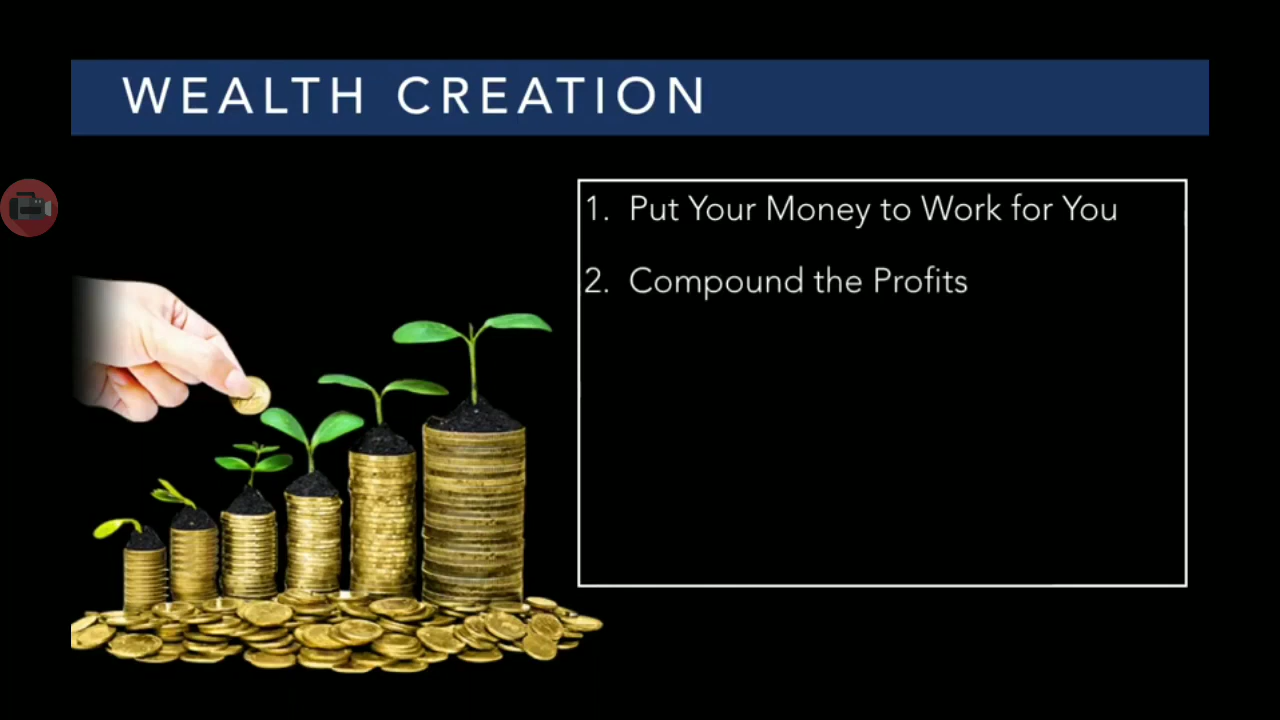 WEALTH CREATION
1. Put Your Money to Work for You
2. Compound the Profits